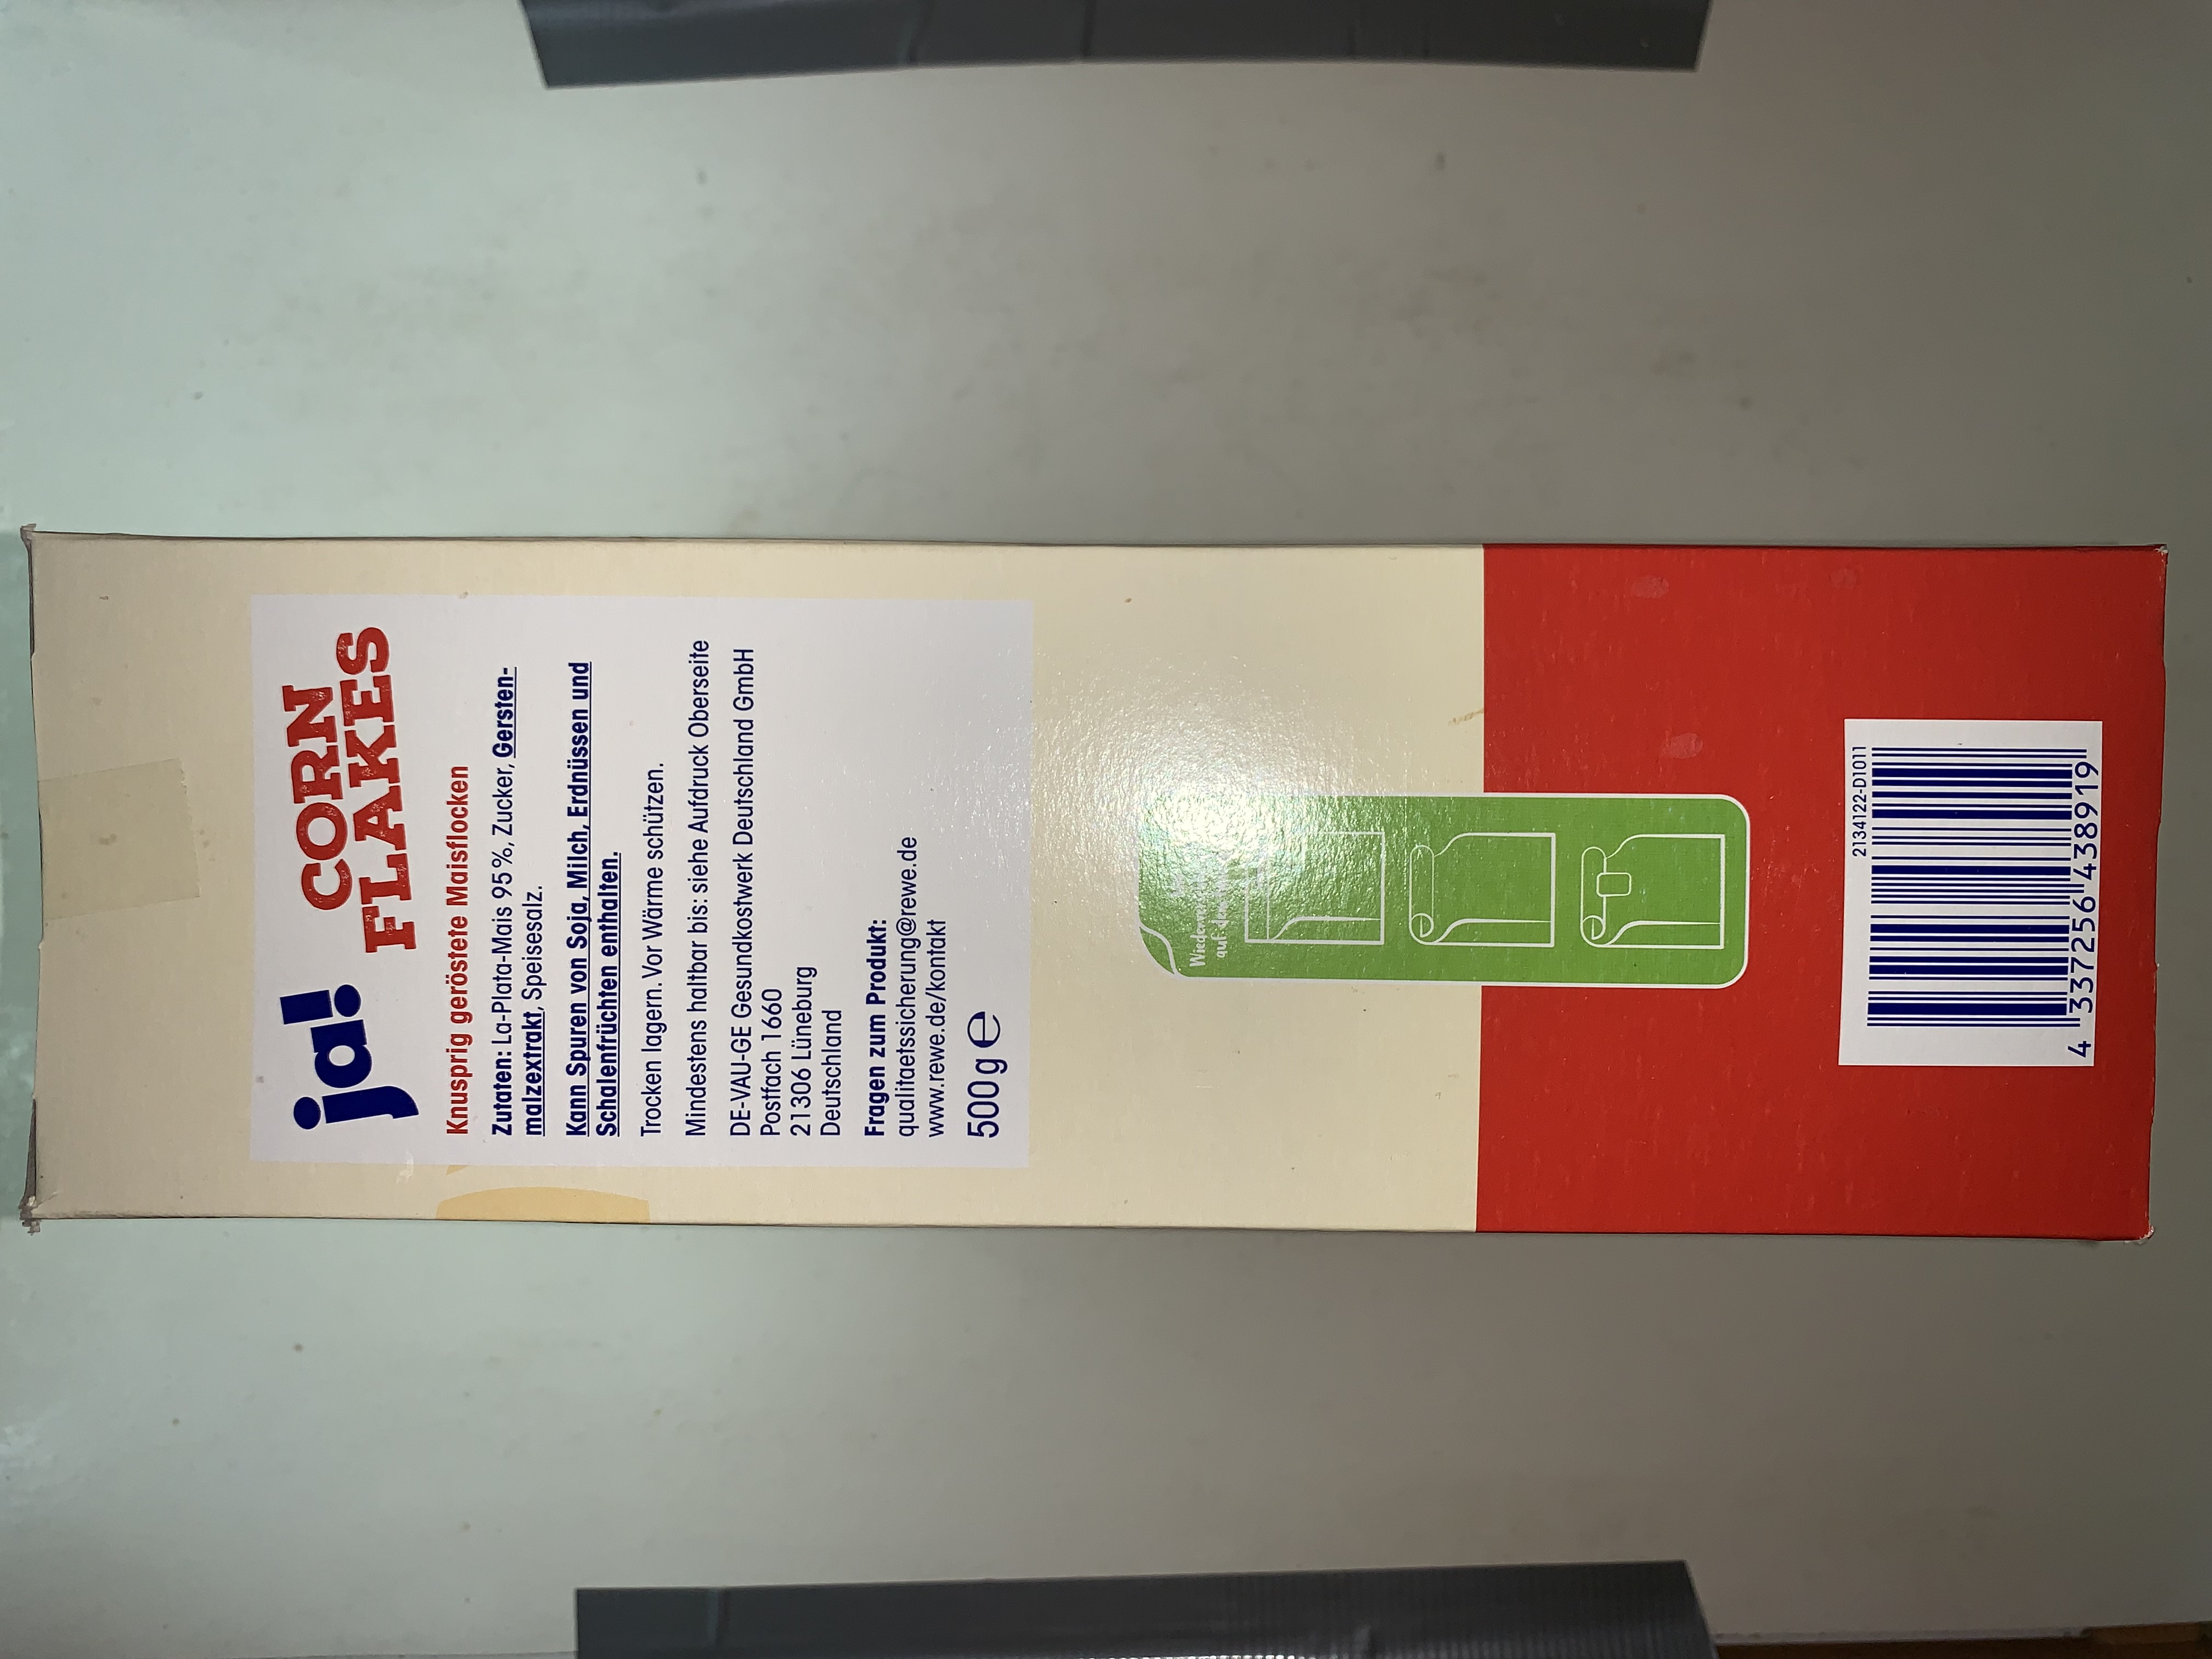 ja!
CORN
FLAKES
Knusprig geröstete Maisflocken
Zutaten: La-Plata-Mais 95%, Zucker, Gersten-
malzextrakt, Speisesalz.
Kann Spuren von Soja, Milch, Erdnüssen und
Schalenfrüchten enthalten.
Trocken lagern. Vor Wärme schützen.
Mindestens haltbar bis: siehe Aufdruck Oberseite
DE-VAU-GE Gesundkostwerk Deutschland GmbH
Postfach 1660
21306 Lüneburg
Deutschland
Fragen zum Produkt:
qualitaetssicherung@rewe.de
www.rewe.de/kontakt
500g ℮
auf dem
2134122-D1011
4 337256 438919